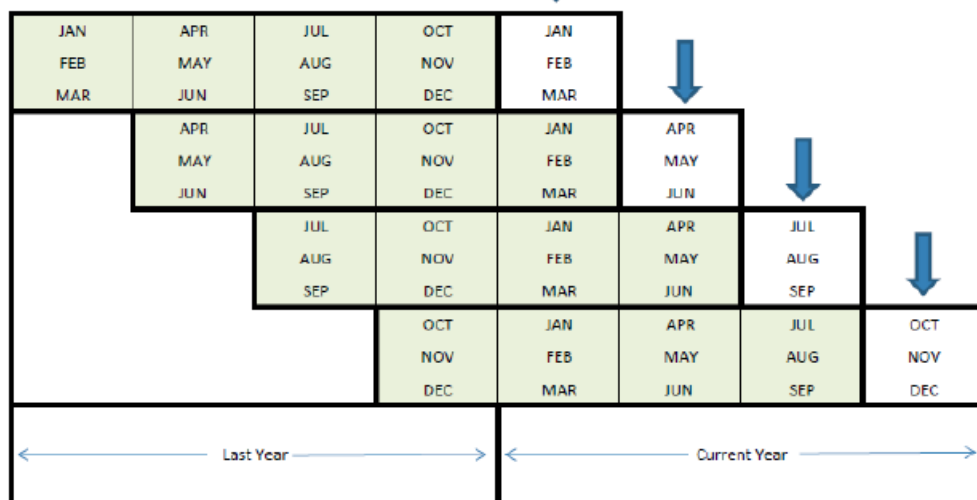 JAN APR JUL OCT JAN
FEB MAY AUG NOV FEB
MAR JUN SEP DEC MAR
APR JUL OCT JAN APR
MAY AUG NOV FEB MAY
JUN SEP DEC MAR JUN
JUL OCT JAN APR JUL
AUG NOV FEB MAY AUG
SEP DEC MAR JUN SEP
OCT JAN APR JUL OCT
NOV FEB MAY AUG NOV
DEC MAR JUN SEP DEC
Last Year Current Year